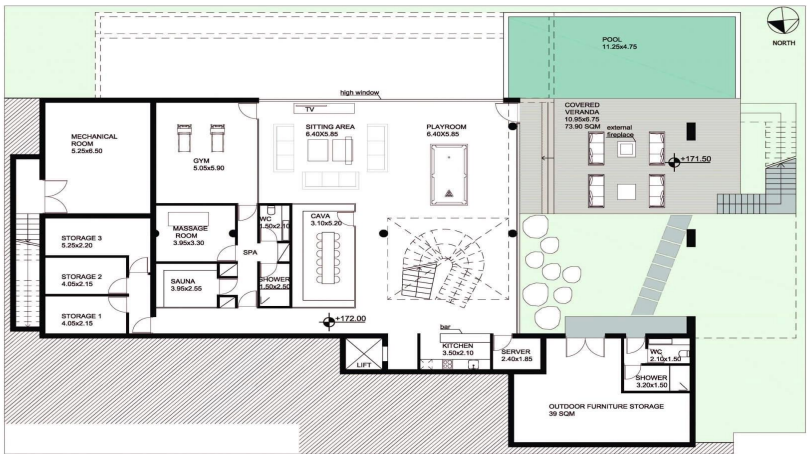 POOL
11.25x4.75
NORTH
high window
TV
COVERED
VERANDA
10.95x6.75
73.90 SQM
external
fireplace
MECHANICAL
ROOM
5.25x6.50
GYM
5.05x5.90
SITTING AREA
6.40X5.85
PLAYROOM
6.40X5.85
+171.50
MASSAGE
ROOM
3.95x3.30
WC
1.50x2.10
CAVA
3.10x5.20
STORAGE 3
5.25x2.20
SPA
STORAGE 2
4.05x2.15
SAUNA
3.95x2.55
SHOWER
1.50x2.50
STORAGE 1
4.05x2.15
+172.00
bar
KITCHEN
3.50x2.10
SERVER
2.40x1.85
LIFT
WC
2.10x1.50
SHOWER
3.20x1.50
OUTDOOR FURNITURE STORAGE
39 SQM